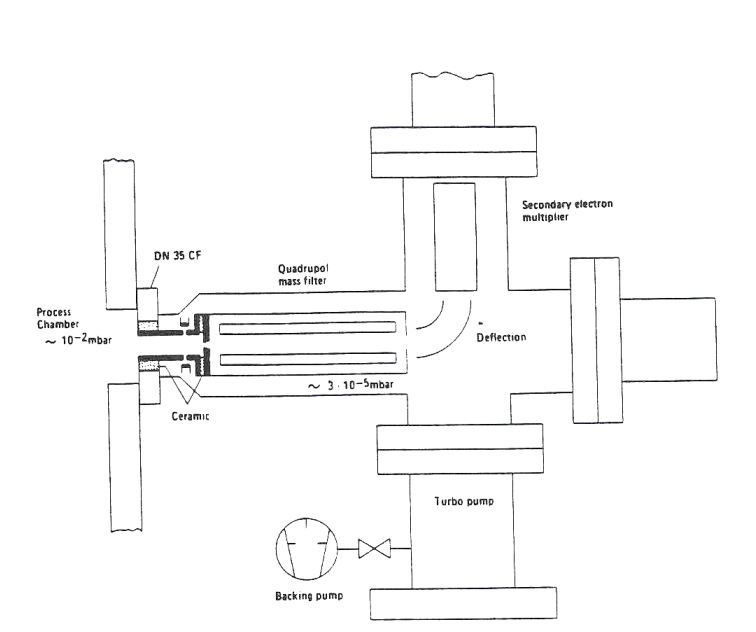 Secondary electron
multiplier
DN 35 CF
Quadrupol
mass filter
Process
Chamber
~ 10⁻²mbar
Deflection
~ 3 · 10⁻⁵mbar
Ceramic
Turbo pump
Backing pump